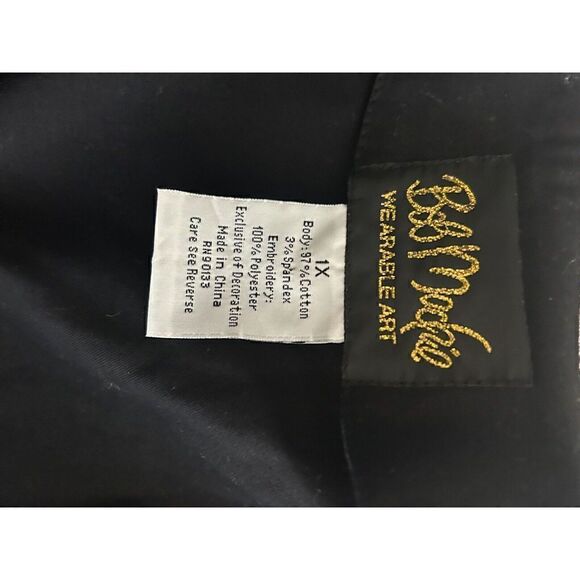 Bob Mackie
WEARABLE ART
1X
Body: 97% Cotton
3% Spandex
Embroidery:
100% Polyester
Exclusive of Decoration
Made in China
RN90133
Care See Reverse